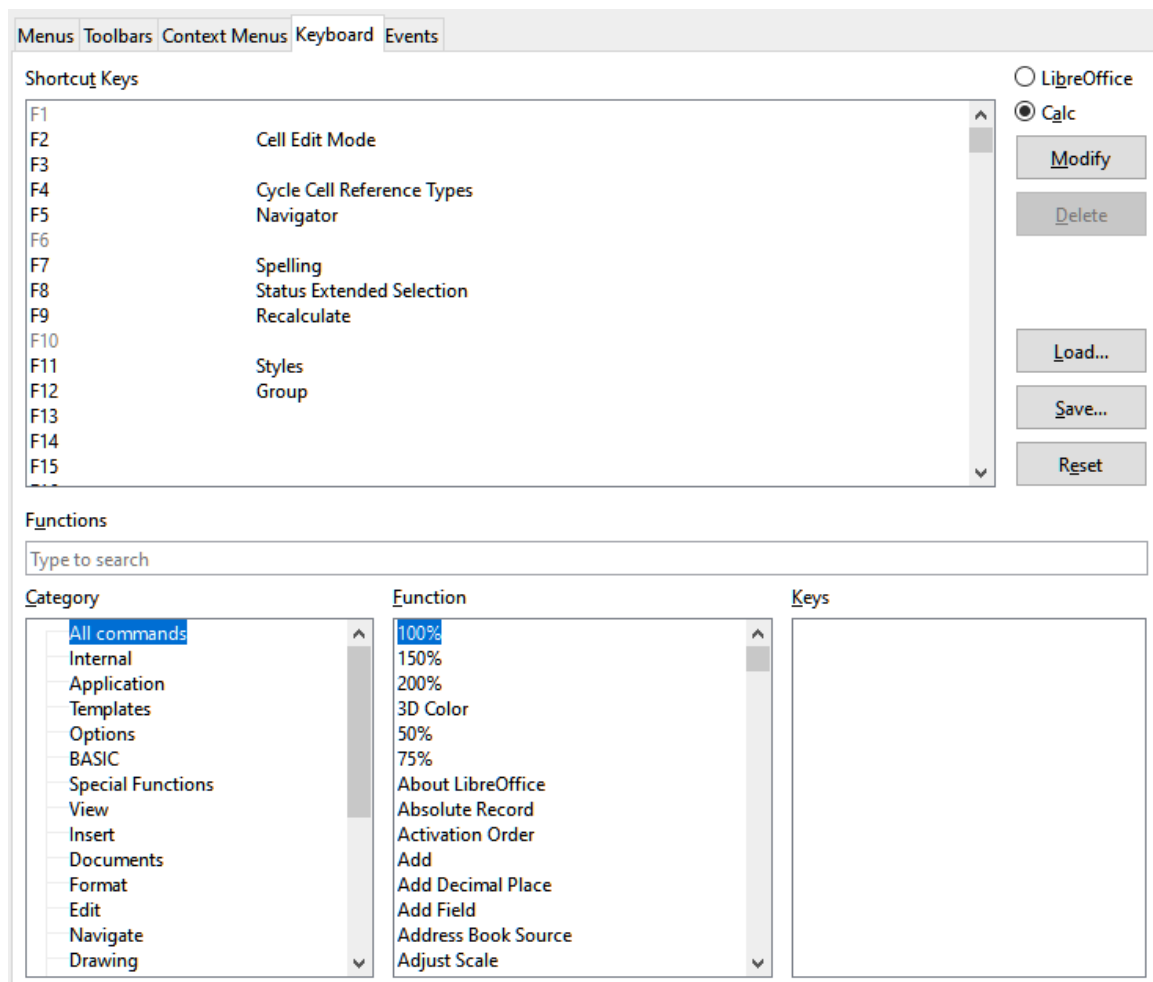 Menus Toolbars Context Menus Keyboard Events
Shortcut Keys
LibreOffice
Calc
F1
F2 Cell Edit Mode
F3
F4 Cycle Cell Reference Types
F5 Navigator
F6
F7 Spelling
F8 Status Extended Selection
F9 Recalculate
F10
F11 Styles
F12 Group
F13
F14
F15
Modify
Delete
Load...
Save...
Reset
Functions
Type to search
Category
All commands
Internal
Application
Templates
Options
BASIC
Special Functions
View
Insert
Documents
Format
Edit
Navigate
Drawing
Function
100%
150%
200%
3D Color
50%
75%
About LibreOffice
Absolute Record
Activation Order
Add
Add Decimal Place
Add Field
Address Book Source
Adjust Scale
Keys